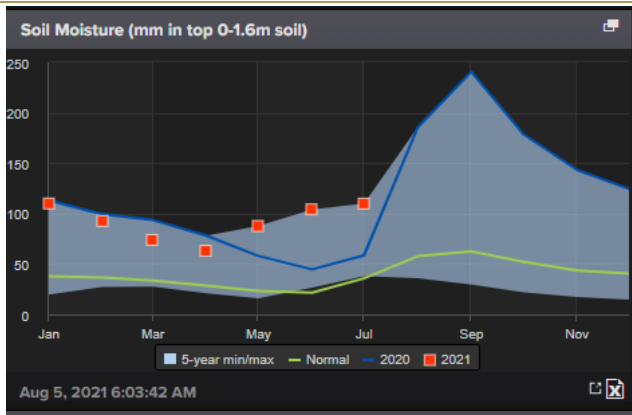 Soil Moisture (mm in top 0-1.6m soil)
250
200
150
100
50
0
Jan Mar May Jul Sep Nov
5-year min/max Normal 2020 2021
Aug 5, 2021 6:03:42 AM
X